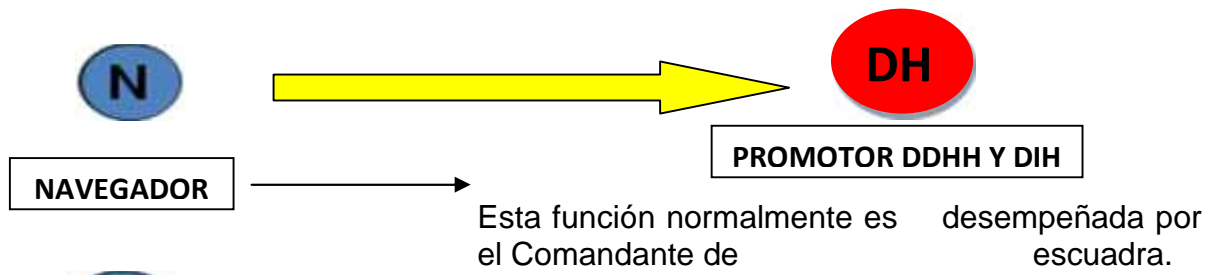 N
DH
PROMOTOR DDHH Y DIH
NAVEGADOR
Esta función normalmente es desempeñada por
el Comandante de escuadra.